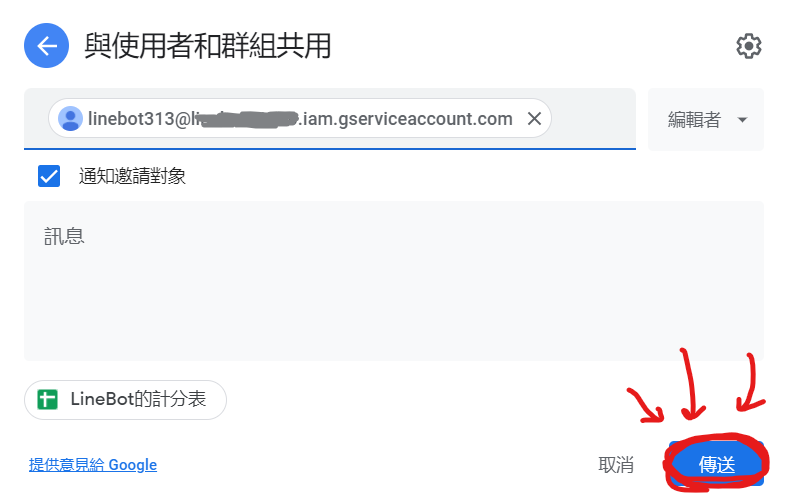 與使用者和群組共用
linebot313@l .iam.gserviceaccount.com
編輯者
通知邀請對象
訊息
LineBot的計分表
提供意見給 Google
取消
傳送